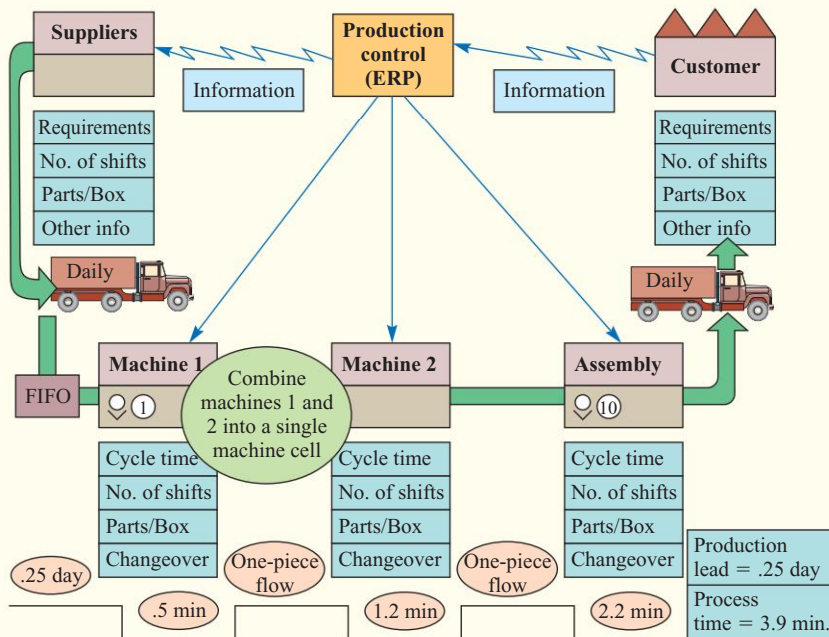 Suppliers
Production
control
(ERP)
Customer
Information
Information
Requirements
No. of shifts
Parts/Box
Other info
Requirements
No. of shifts
Parts/Box
Other info
Daily
Daily
FIFO
Machine 1
1
Combine
machines 1 and
2 into a single
machine cell
Machine 2
Assembly
10
Cycle time
No. of shifts
Parts/Box
Changeover
Cycle time
No. of shifts
Parts/Box
Changeover
Cycle time
No. of shifts
Parts/Box
Changeover
.25 day
.5 min
One-piece
flow
1.2 min
One-piece
flow
2.2 min
Production
lead = .25 day
Process
time = 3.9 min.